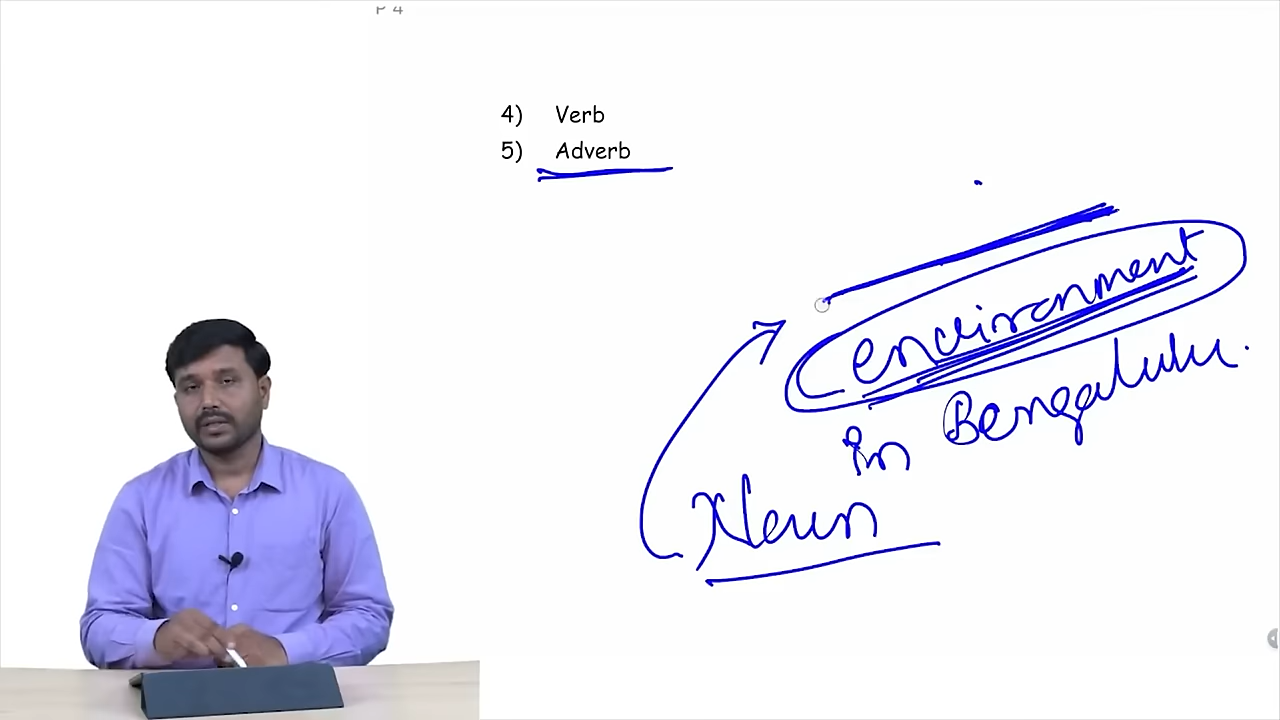 4) Verb
5) Adverb
environment
in Bengaluru.
Noun